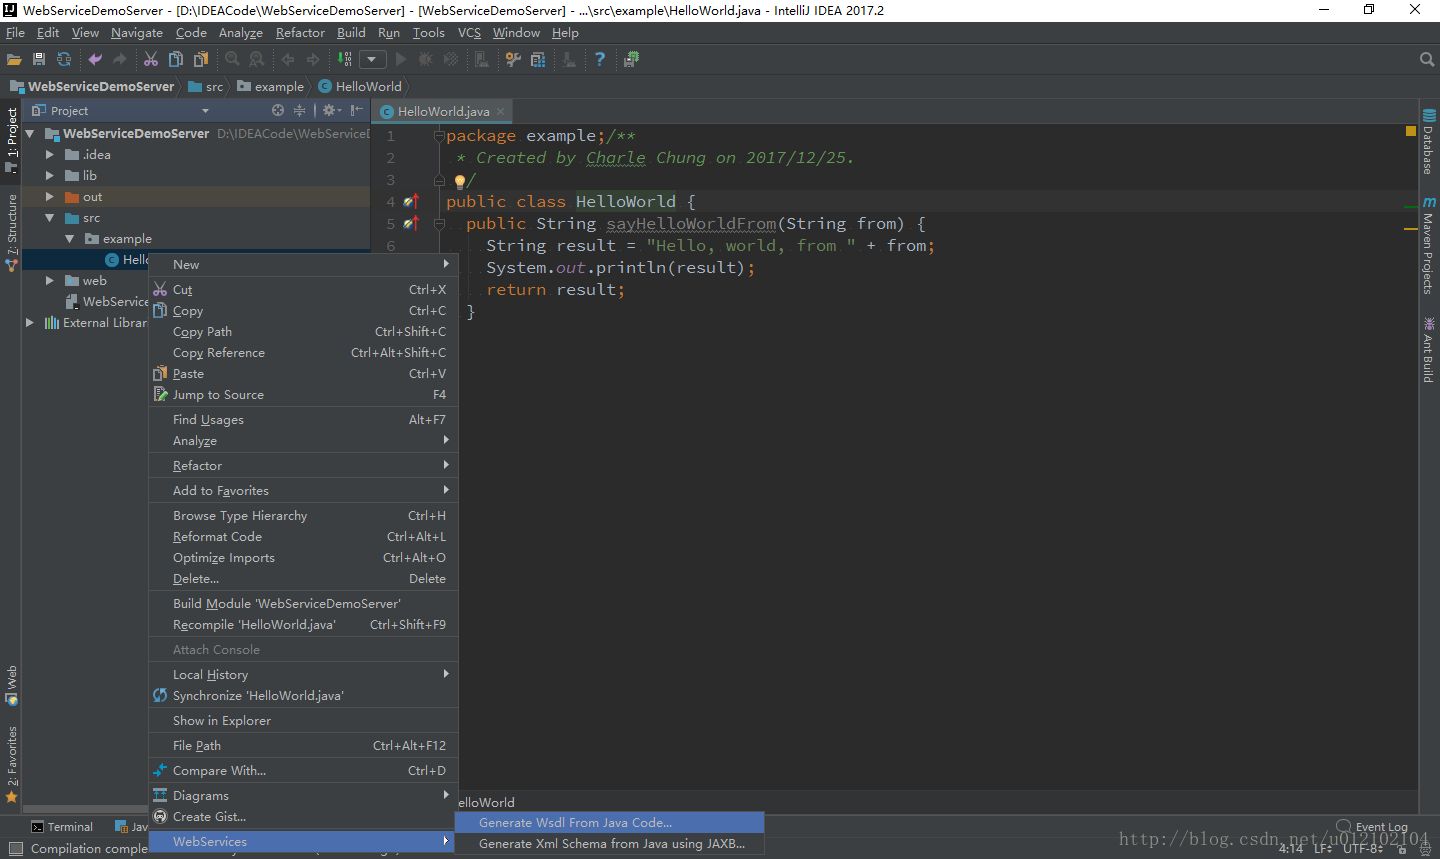 WebServiceDemoServer - [D:\IDEACode\WebServiceDemoServer] - [WebServiceDemoServer] - ...\src\example\HelloWorld.java - IntelliJ IDEA 2017.2
File Edit View Navigate Code Analyze Refactor Build Run Tools VCS Window Help
WebServiceDemoServer src example HelloWorld
Project
HelloWorld.java
1: Project
7: Structure
Web
2: Favorites
WebServiceDemoServer D:\IDEACode\WebServiceD
.idea
lib
out
src
example
Hello
web
WebService
External Librar
1 package example;/**
2 * Created by Charle Chung on 2017/12/25.
3 /
4 public class HelloWorld {
5 public String sayHelloWorldFrom(String from) {
6 String result = "Hello, world, from " + from;
System.out.println(result);
return result;
}
New
Cut Ctrl+X
Copy Ctrl+C
Copy Path Ctrl+Shift+C
Copy Reference Ctrl+Alt+Shift+C
Paste Ctrl+V
Jump to Source F4
Find Usages Alt+F7
Analyze
Refactor
Add to Favorites
Browse Type Hierarchy Ctrl+H
Reformat Code Ctrl+Alt+L
Optimize Imports Ctrl+Alt+O
Delete... Delete
Build Module 'WebServiceDemoServer'
Recompile 'HelloWorld.java' Ctrl+Shift+F9
Attach Console
Local History
Synchronize 'HelloWorld.java'
Show in Explorer
File Path Ctrl+Alt+F12
Compare With... Ctrl+D
Diagrams
Create Gist...
WebServices
Generate Wsdl From Java Code...
Generate Xml Schema from Java using JAXB...
elloWorld
Database
Maven Projects
Ant Build
Terminal Jav
Event Log
Compilation comple
4:14 LF UTF-8
http://blog.csdn.net/u012102104